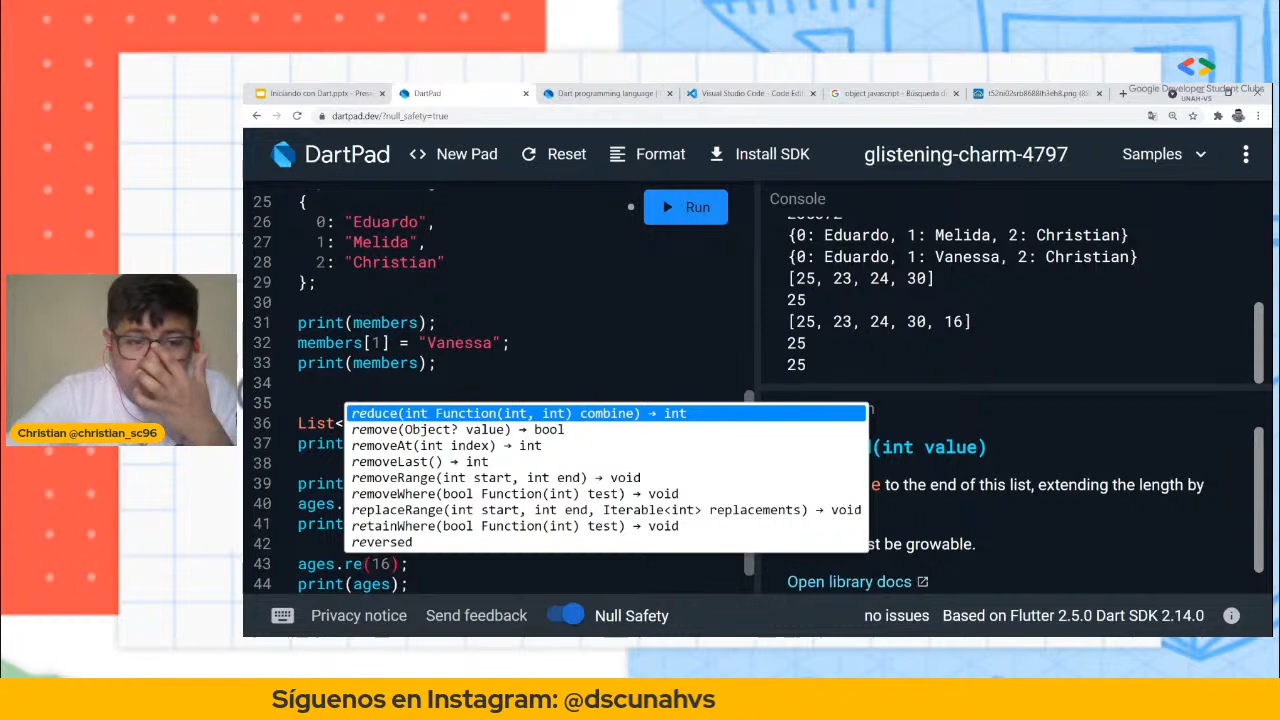 Iniciando con Dart.pptx - Prese
DartPad
Dart programming language |
Visual Studio Code - Code Edit
object javascript - Búsqueda d
t52ni02srb8688lh3eh8.png (8
Google Developer Student Clubs
UNAH-VS
dartpad.dev/?null_safety=true
DartPad
<> New Pad
Reset
Format
Install SDK
glistening-charm-4797
Samples
Run
25 {
26 0: "Eduardo",
27 1: "Melida",
28 2: "Christian"
29 };
30
31 print(members);
32 members[1] = "Vanessa";
33 print(members);
34
35
36 List<
37 print
38
39 print
40 ages.
41 print
42
43 ages.re(16);
44 print(ages);
reduce(int Function(int, int) combine) → int
remove(Object? value) → bool
removeAt(int index) → int
removeLast() → int
removeRange(int start, int end) → void
removeWhere(bool Function(int) test) → void
replaceRange(int start, int end, Iterable<int> replacements) → void
retainWhere(bool Function(int) test) → void
reversed
Console
{0: Eduardo, 1: Melida, 2: Christian}
{0: Eduardo, 1: Vanessa, 2: Christian}
[25, 23, 24, 30]
25
[25, 23, 24, 30, 16]
25
25
(int value)
to the end of this list, extending the length by
be growable.
Open library docs
Privacy notice
Send feedback
Null Safety
no issues
Based on Flutter 2.5.0 Dart SDK 2.14.0
Christian @christian_sc96
Síguenos en Instagram: @dscunahvs